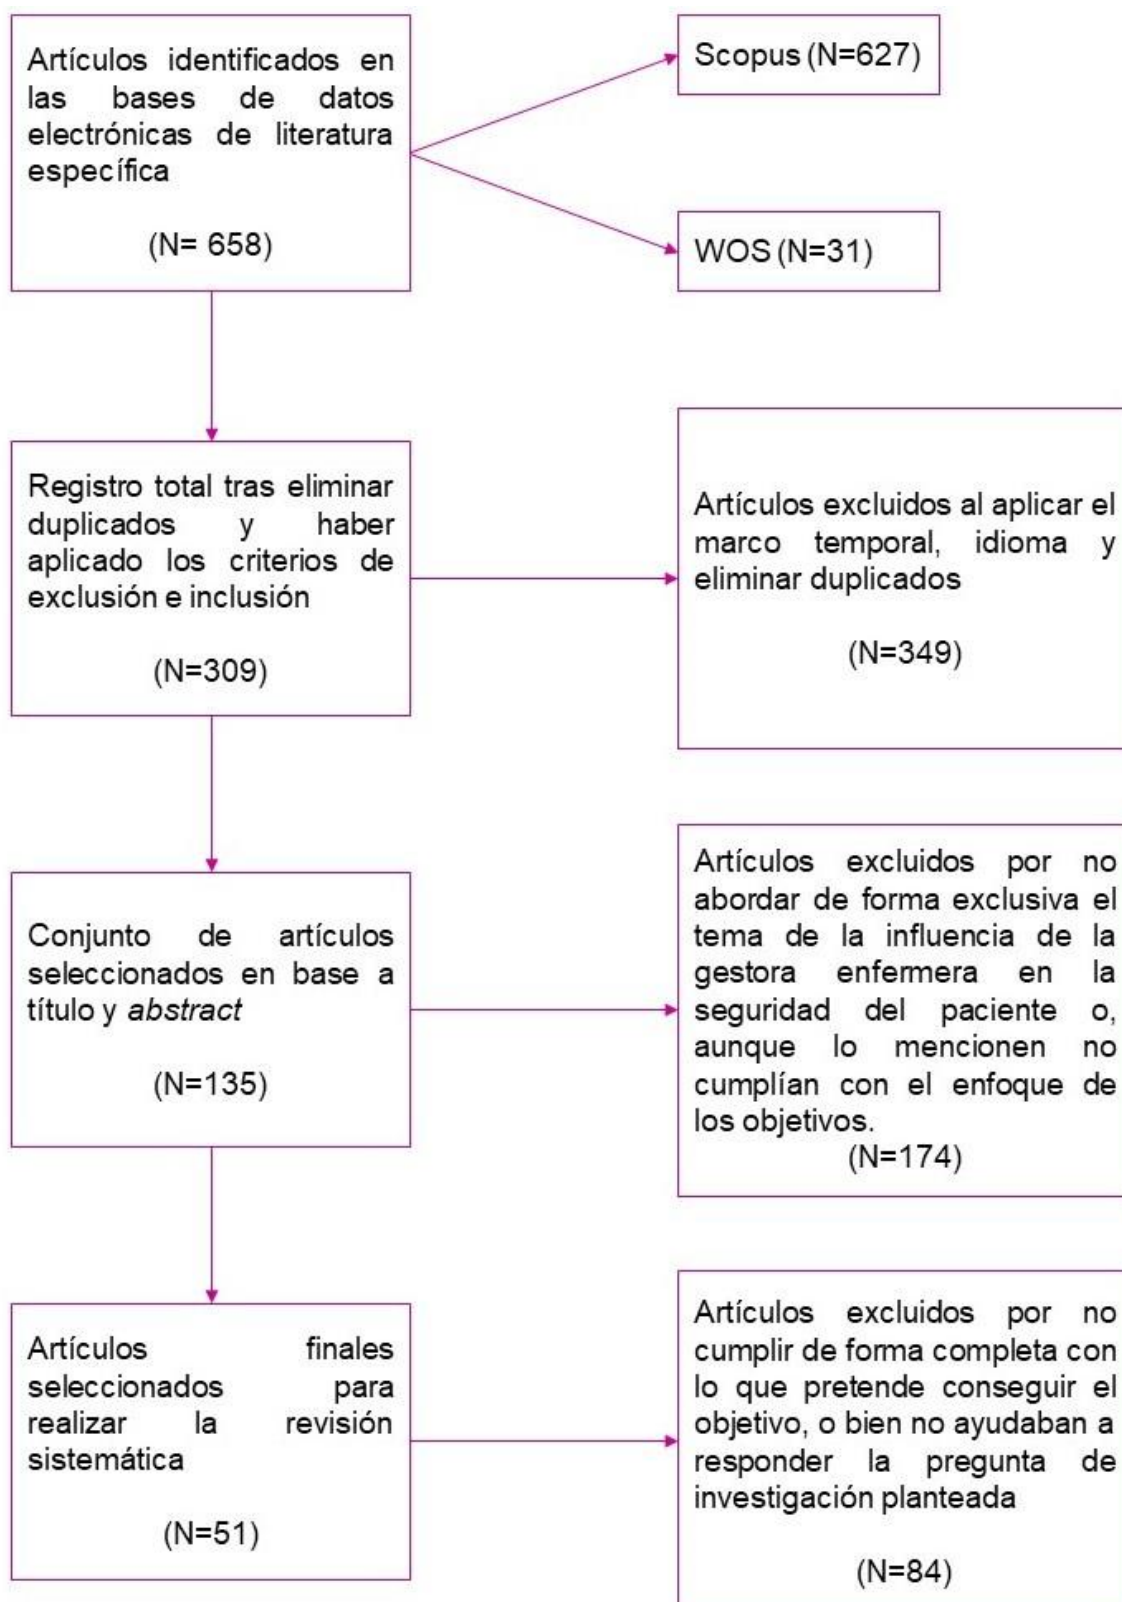 Artículos identificados en
las bases de datos
electrónicas de literatura
específica
(N= 658)
Scopus (N=627)
WOS (N=31)
Registro total tras eliminar
duplicados y haber
aplicado los criterios de
exclusión e inclusión
(N=309)
Artículos excluidos al aplicar el
marco temporal, idioma y
eliminar duplicados
(N=349)
Conjunto de artículos
seleccionados en base a
título y abstract
(N=135)
Artículos excluidos por no
abordar de forma exclusiva el
tema de la influencia de la
gestora enfermera en la
seguridad del paciente o,
aunque lo mencionen no
cumplían con el enfoque de
los objetivos.
(N=174)
Artículos finales
seleccionados para
realizar la revisión
sistemática
(N=51)
Artículos excluidos por no
cumplir de forma completa con
lo que pretende conseguir el
objetivo, o bien no ayudaban a
responder la pregunta de
investigación planteada
(N=84)